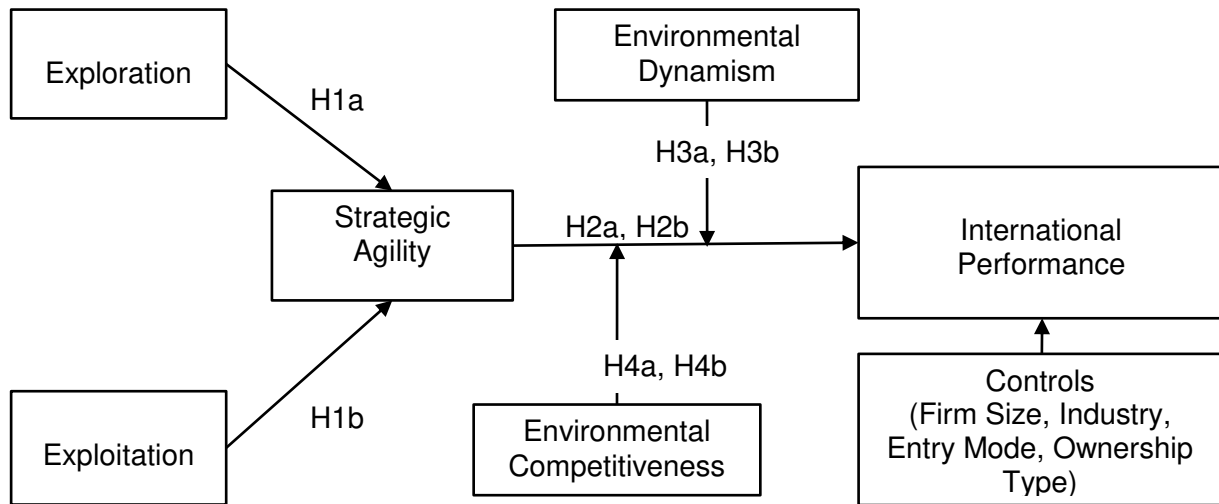 Exploration
H1a
Environmental
Dynamism
H3a, H3b
Strategic
Agility
H2a, H2b
International
Performance
H4a, H4b
Exploitation
H1b
Environmental
Competitiveness
Controls
(Firm Size, Industry,
Entry Mode, Ownership
Type)